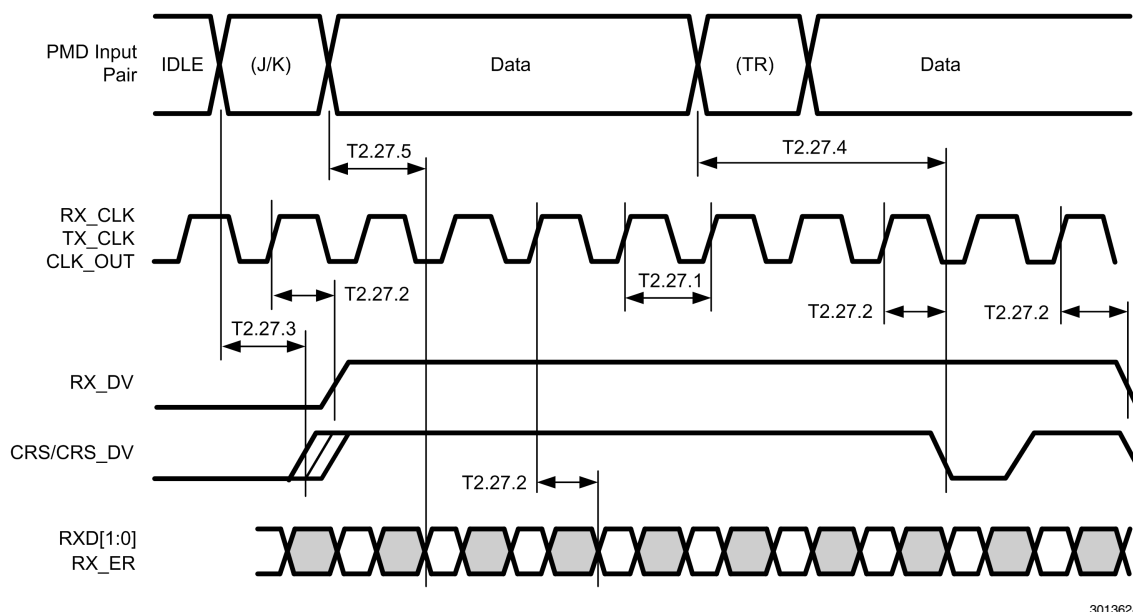 PMD Input
Pair
IDLE
(J/K)
Data
(TR)
Data
T2.27.5
T2.27.4
RX_CLK
TX_CLK
CLK_OUT
T2.27.2
T2.27.1
T2.27.2
T2.27.2
T2.27.3
RX_DV
CRS/CRS_DV
T2.27.2
RXD[1:0]
RX_ER